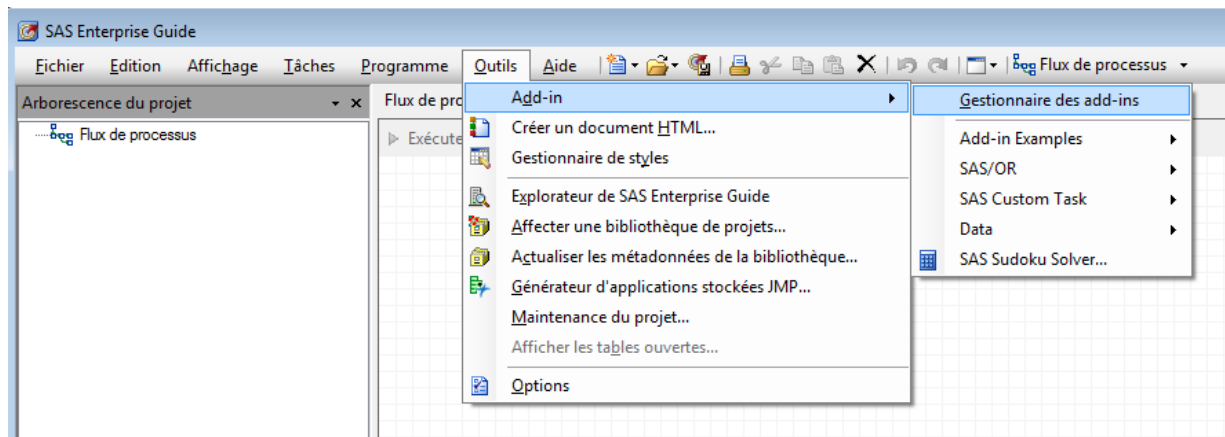 SAS Enterprise Guide
Fichier Edition Affichage Tâches Programme Outils Aide Flux de processus
Arborescence du projet
Flux de processus
Flux de pro
Exécute
Add-in
Créer un document HTML...
Gestionnaire de styles
Explorateur de SAS Enterprise Guide
Affecter une bibliothèque de projets...
Actualiser les métadonnées de la bibliothèque...
Générateur d'applications stockées JMP...
Maintenance du projet...
Afficher les tables ouvertes...
Options
Gestionnaire des add-ins
Add-in Examples
SAS/OR
SAS Custom Task
Data
SAS Sudoku Solver...